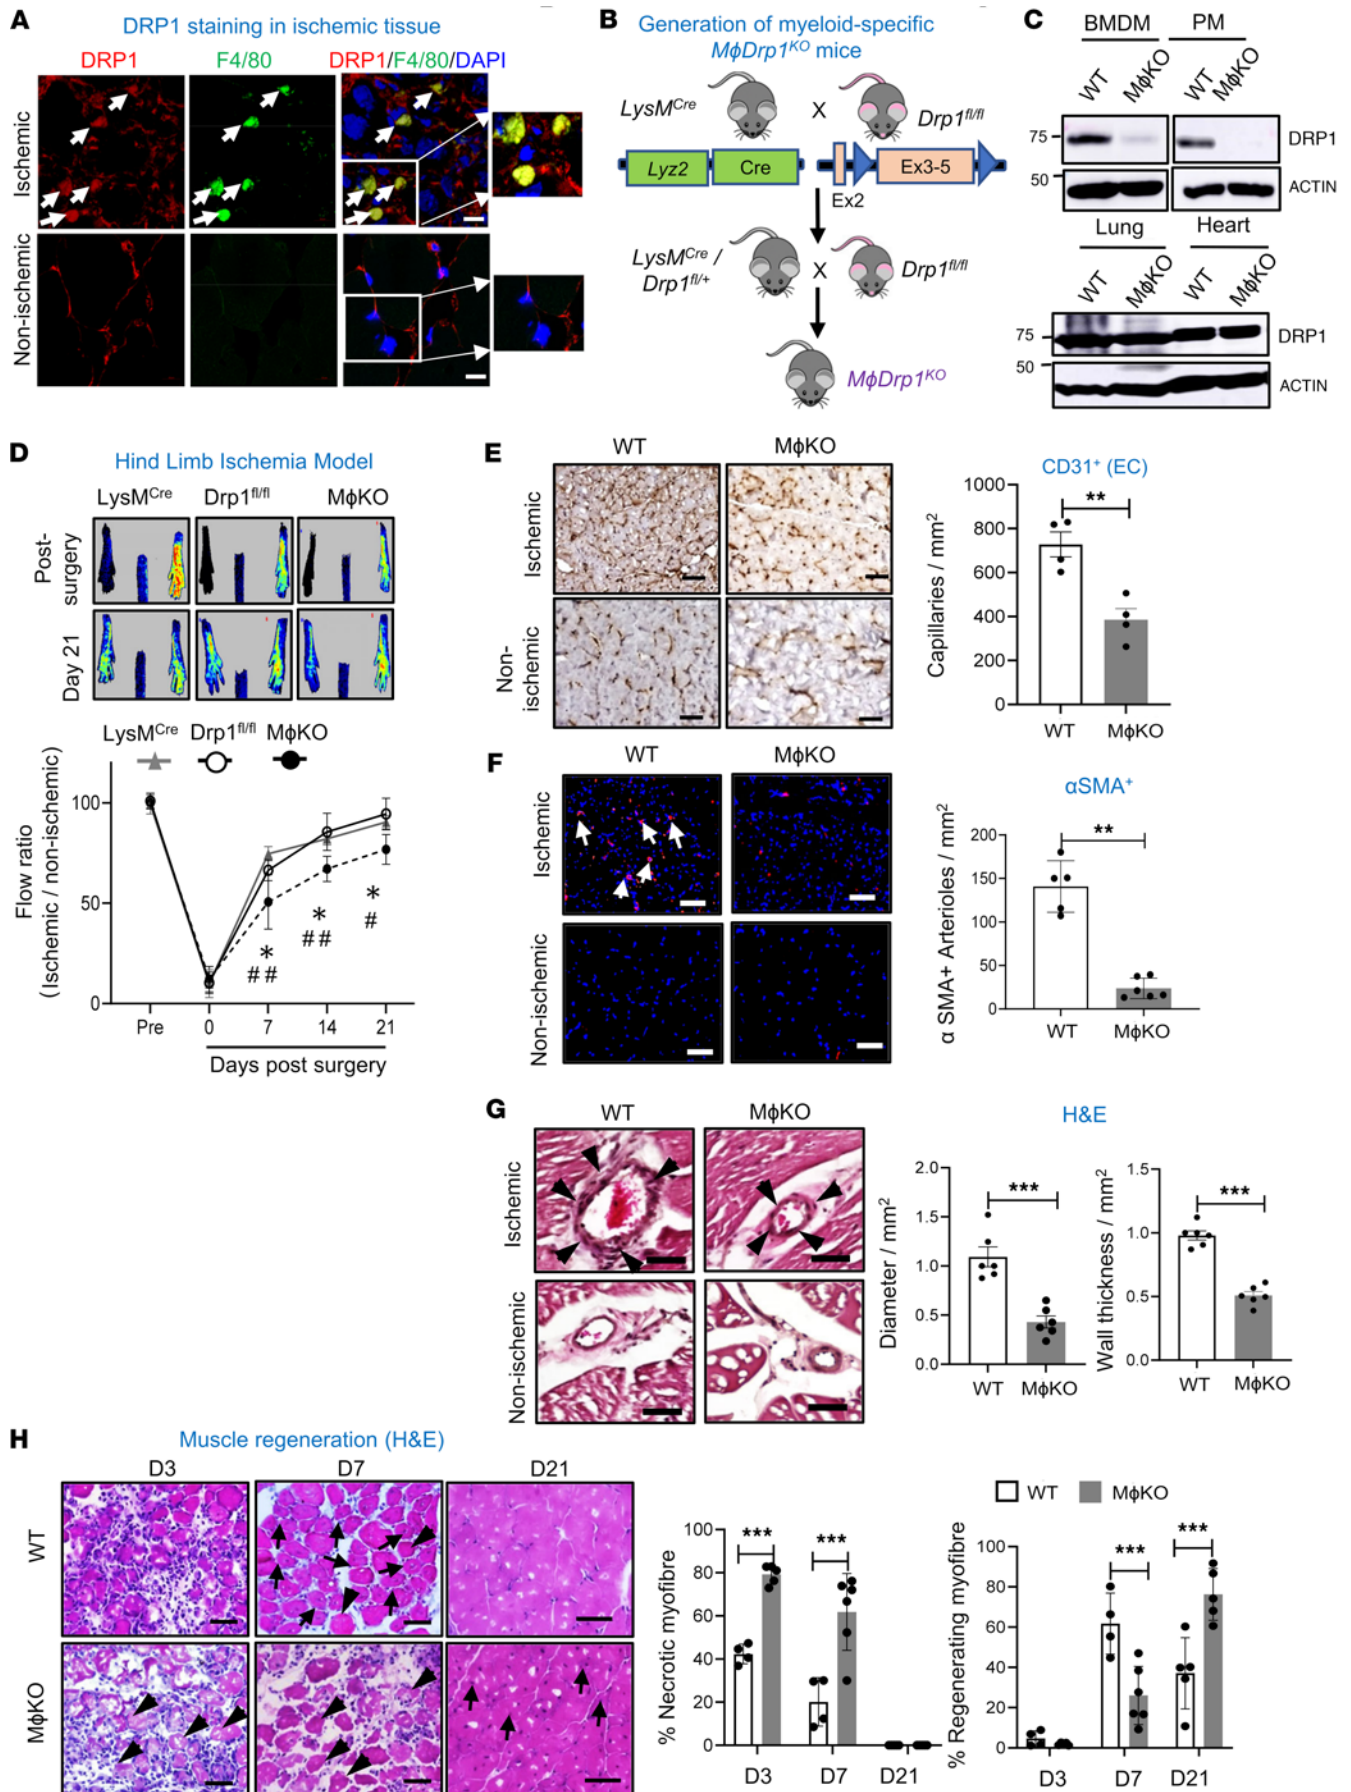 A
DRP1 staining in ischemic tissue
DRP1 F4/80 DRP1/F4/80/DAPI
Ischemic
Non-ischemic
B
Generation of myeloid-specific
MϕDrp1KO mice
LysMCre X Drp1fl/fl
Lyz2 Cre Ex3-5
Ex2
LysMCre /
Drp1fl/+
X Drp1fl/fl
MϕDrp1KO
C
BMDM PM
WT MϕKO WT MϕKO
75 DRP1
50 ACTIN
Lung Heart
WT MϕKO WT MϕKO
75 DRP1
50 ACTIN
D
Hind Limb Ischemia Model
LysMCre Drp1fl/fl MϕKO
Post-
surgery
Day 21
LysMCre Drp1fl/fl MϕKO
Flow ratio
(Ischemic / non-ischemic)
100
50
0
* ## * ## * #
Pre 0 7 14 21
Days post surgery
E
WT MϕKO
Ischemic
Non-
ischemic
CD31+ (EC)
Capillaries / mm2
1000
800
600
400
200
0
**
WT MϕKO
F
WT MϕKO
Ischemic
Non-ischemic
αSMA+
α SMA+ Arterioles / mm2
200
150
100
50
0
**
WT MϕKO
G
WT MϕKO
Ischemic
Non-ischemic
H&E
Diameter / mm2
2.0
1.5
1.0
0.5
0.0
***
WT MϕKO
Wall thickness / mm2
1.5
1.0
0.5
0.0
***
WT MϕKO
H
Muscle regeneration (H&E)
D3 D7 D21
WT
MϕKO
WT MϕKO
% Necrotic myofibre
100
80
60
40
20
0
*** ***
D3 D7 D21
% Regenerating myofibre
100
80
60
40
20
0
*** ***
D3 D7 D21